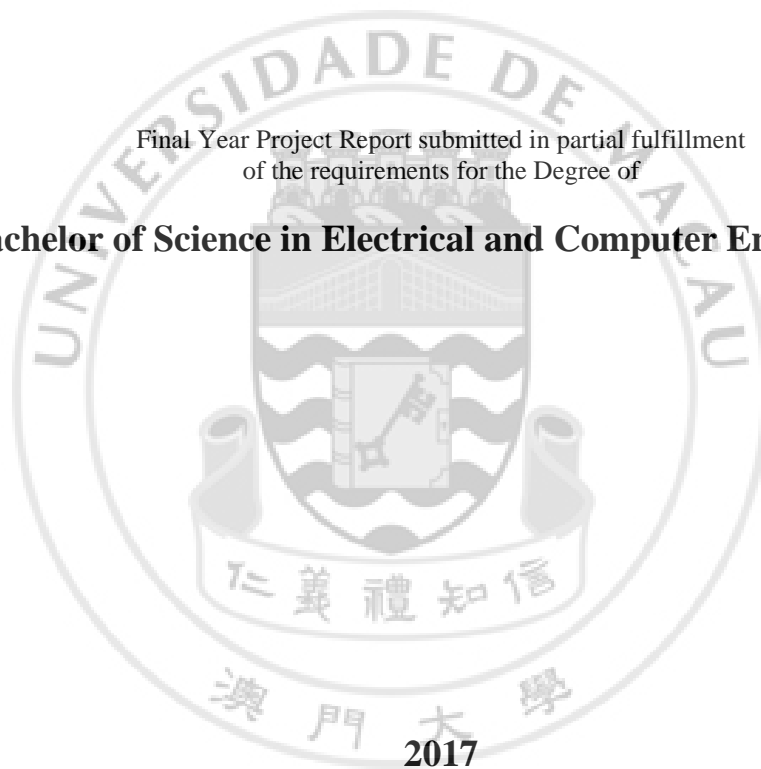 UNIVERSIDADE DE MACAU
Final Year Project Report submitted in partial fulfillment
of the requirements for the Degree of
achelor of Science in Electrical and Computer En
仁義禮知信
澳門大學
2017